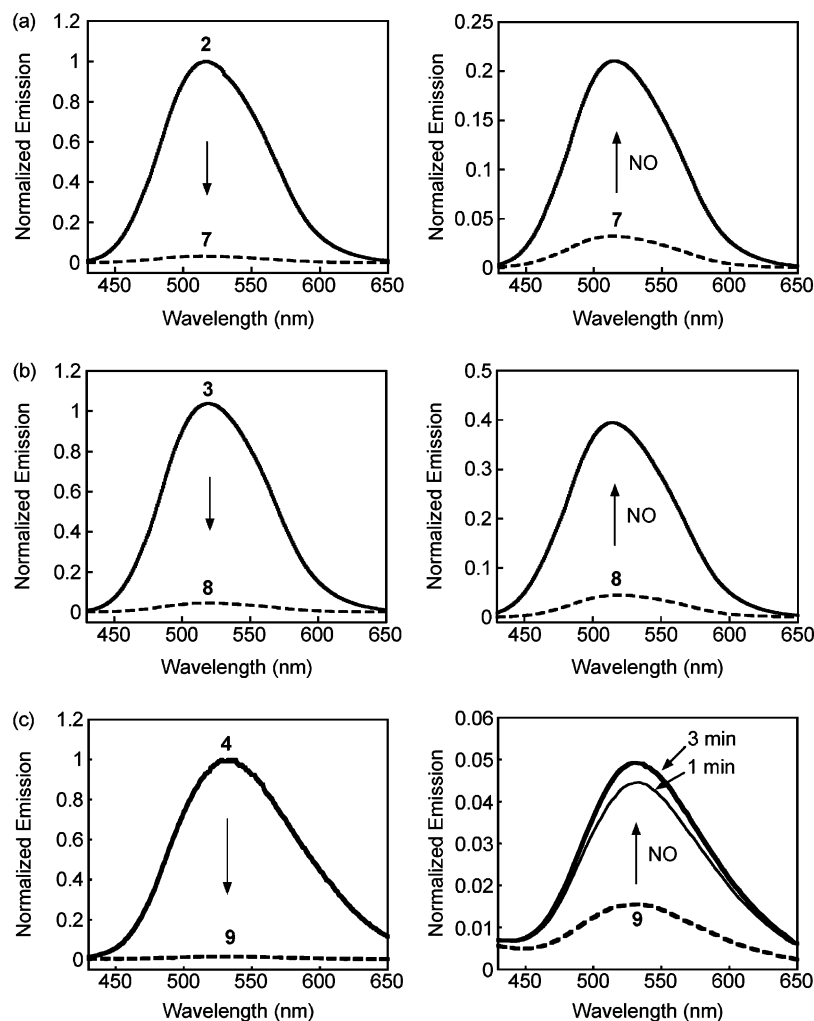 (a)
Normalized Emission
1.2
1
0.8
0.6
0.4
0.2
0
2
7
450 500 550 600 650
Wavelength (nm)
Normalized Emission
0.25
0.2
0.15
0.1
0.05
0
NO
7
450 500 550 600 650
Wavelength (nm)
(b)
Normalized Emission
1.2
1
0.8
0.6
0.4
0.2
0
3
8
450 500 550 600 650
Wavelength (nm)
Normalized Emission
0.5
0.4
0.3
0.2
0.1
0
NO
8
450 500 550 600 650
Wavelength (nm)
(c)
Normalized Emission
1.2
1
0.8
0.6
0.4
0.2
0
4
9
450 500 550 600 650
Wavelength (nm)
Normalized Emission
0.06
0.05
0.04
0.03
0.02
0.01
0
3 min
1 min
NO
9
450 500 550 600 650
Wavelength (nm)